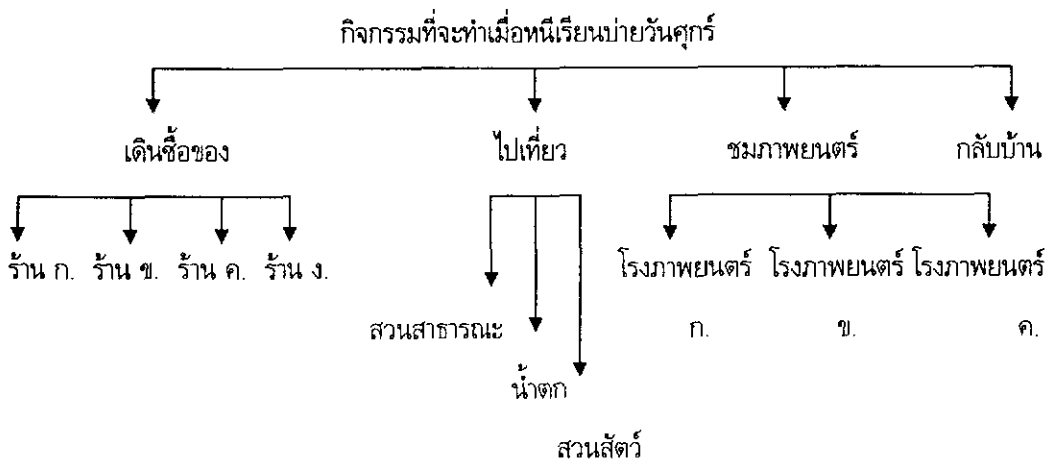 กิจกรรมที่จะทำเมื่อหนีเรียนบ่ายวันศุกร์
เดินซื้อของ ไปเที่ยว ชมภาพยนตร์ กลับบ้าน
ร้าน ก. ร้าน ข. ร้าน ค. ร้าน ง. โรงภาพยนตร์ โรงภาพยนตร์ โรงภาพยนตร์
สวนสาธารณะ ก. ข. ค.
น้ำตก
สวนสัตว์